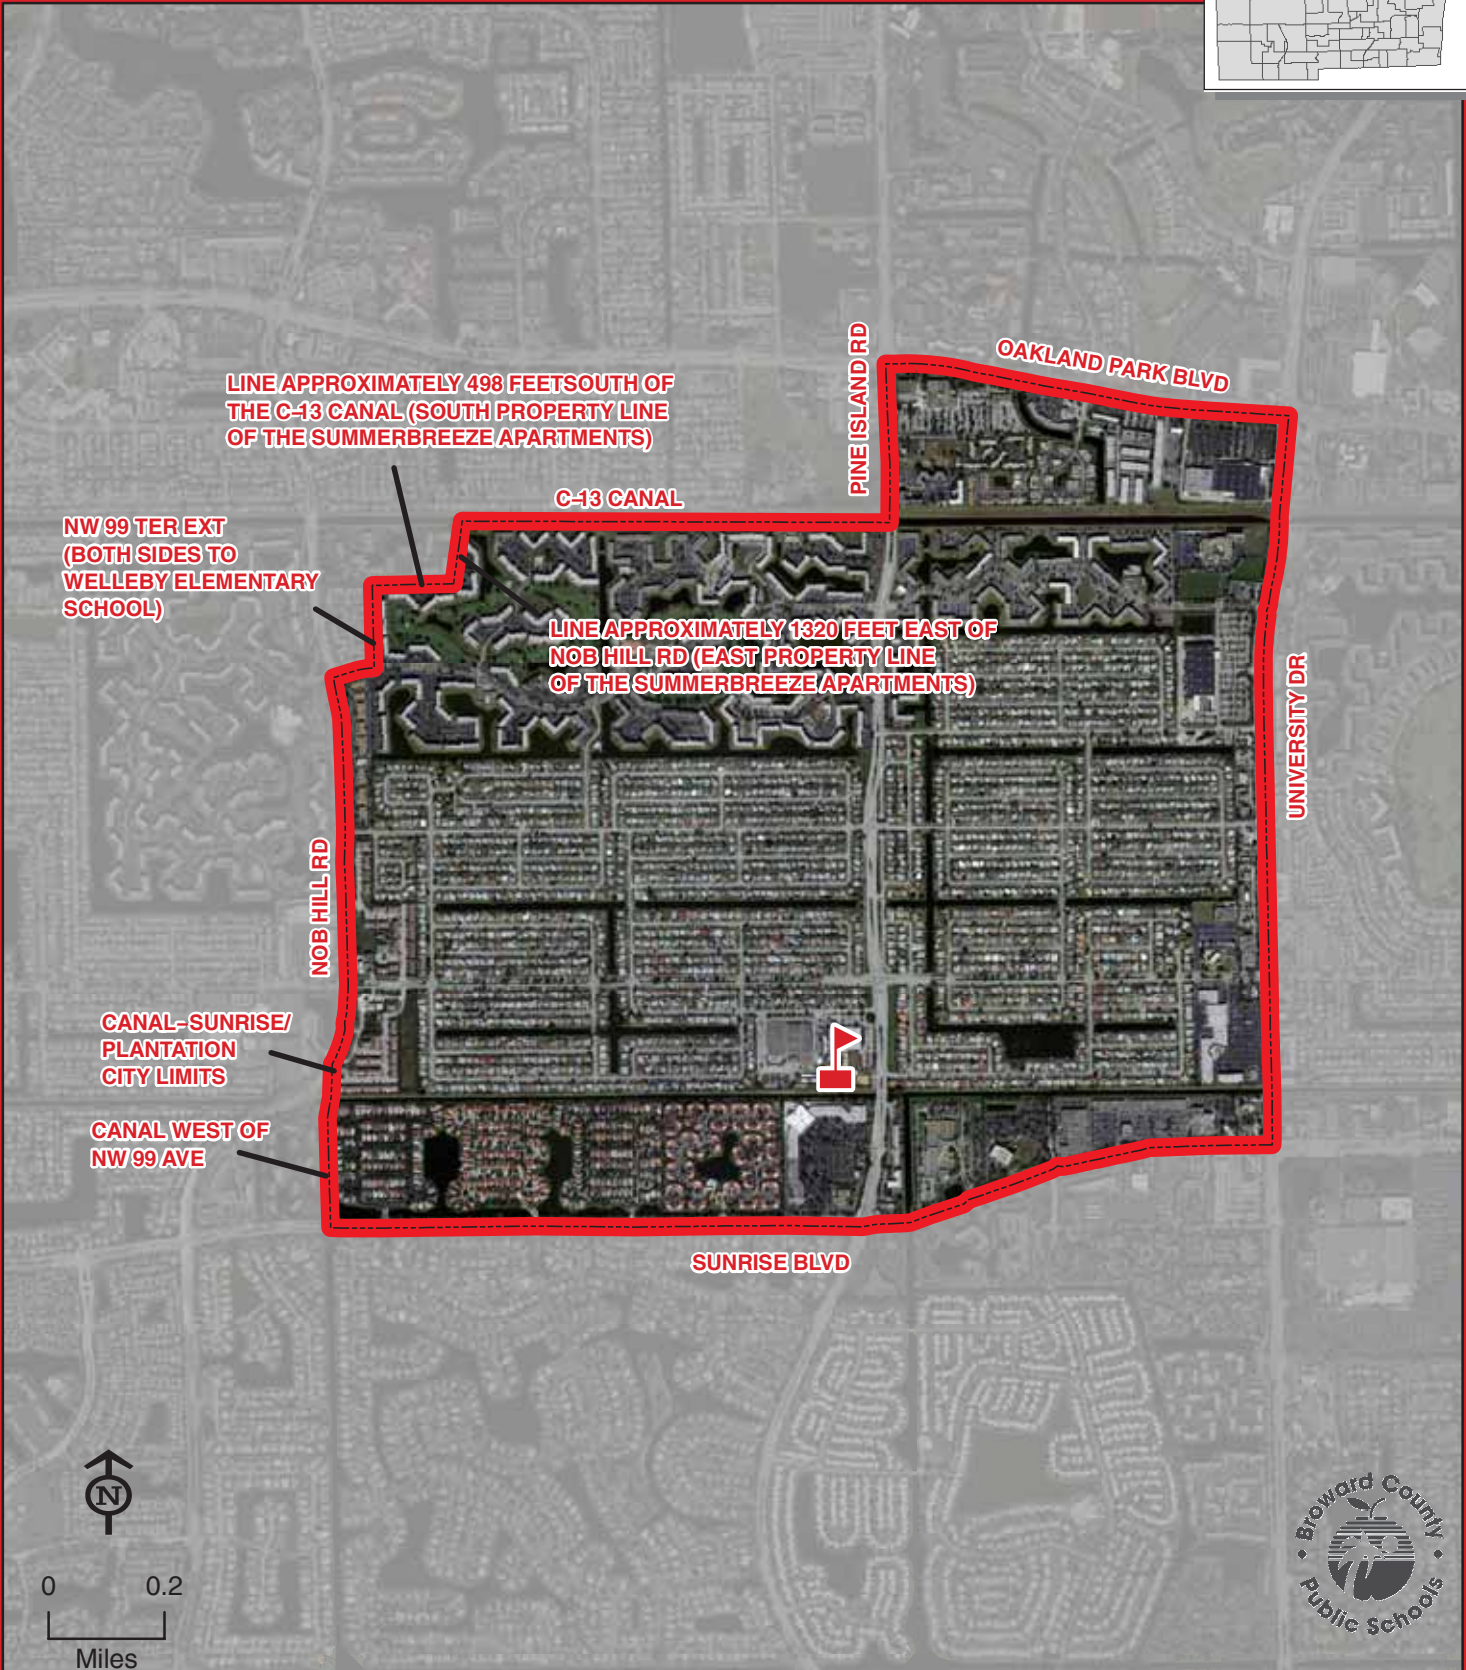 PINE ISLAND RD
OAKLAND PARK BLVD
LINE APPROXIMATELY 498 FEETSOUTH OF
THE C-13 CANAL (SOUTH PROPERTY LINE
OF THE SUMMERBREEZE APARTMENTS)
C-13 CANAL
NW 99 TER EXT
(BOTH SIDES TO
WELLEBY ELEMENTARY
SCHOOL)
LINE APPROXIMATELY 1320 FEET EAST OF
NOB HILL RD (EAST PROPERTY LINE
OF THE SUMMERBREEZE APARTMENTS)
UNIVERSITY DR
NOB HILL RD
CANAL-SUNRISE/
PLANTATION
CITY LIMITS
CANAL WEST OF
NW 99 AVE
SUNRISE BLVD
N
0 0.2
Miles
Broward County
Public Schools